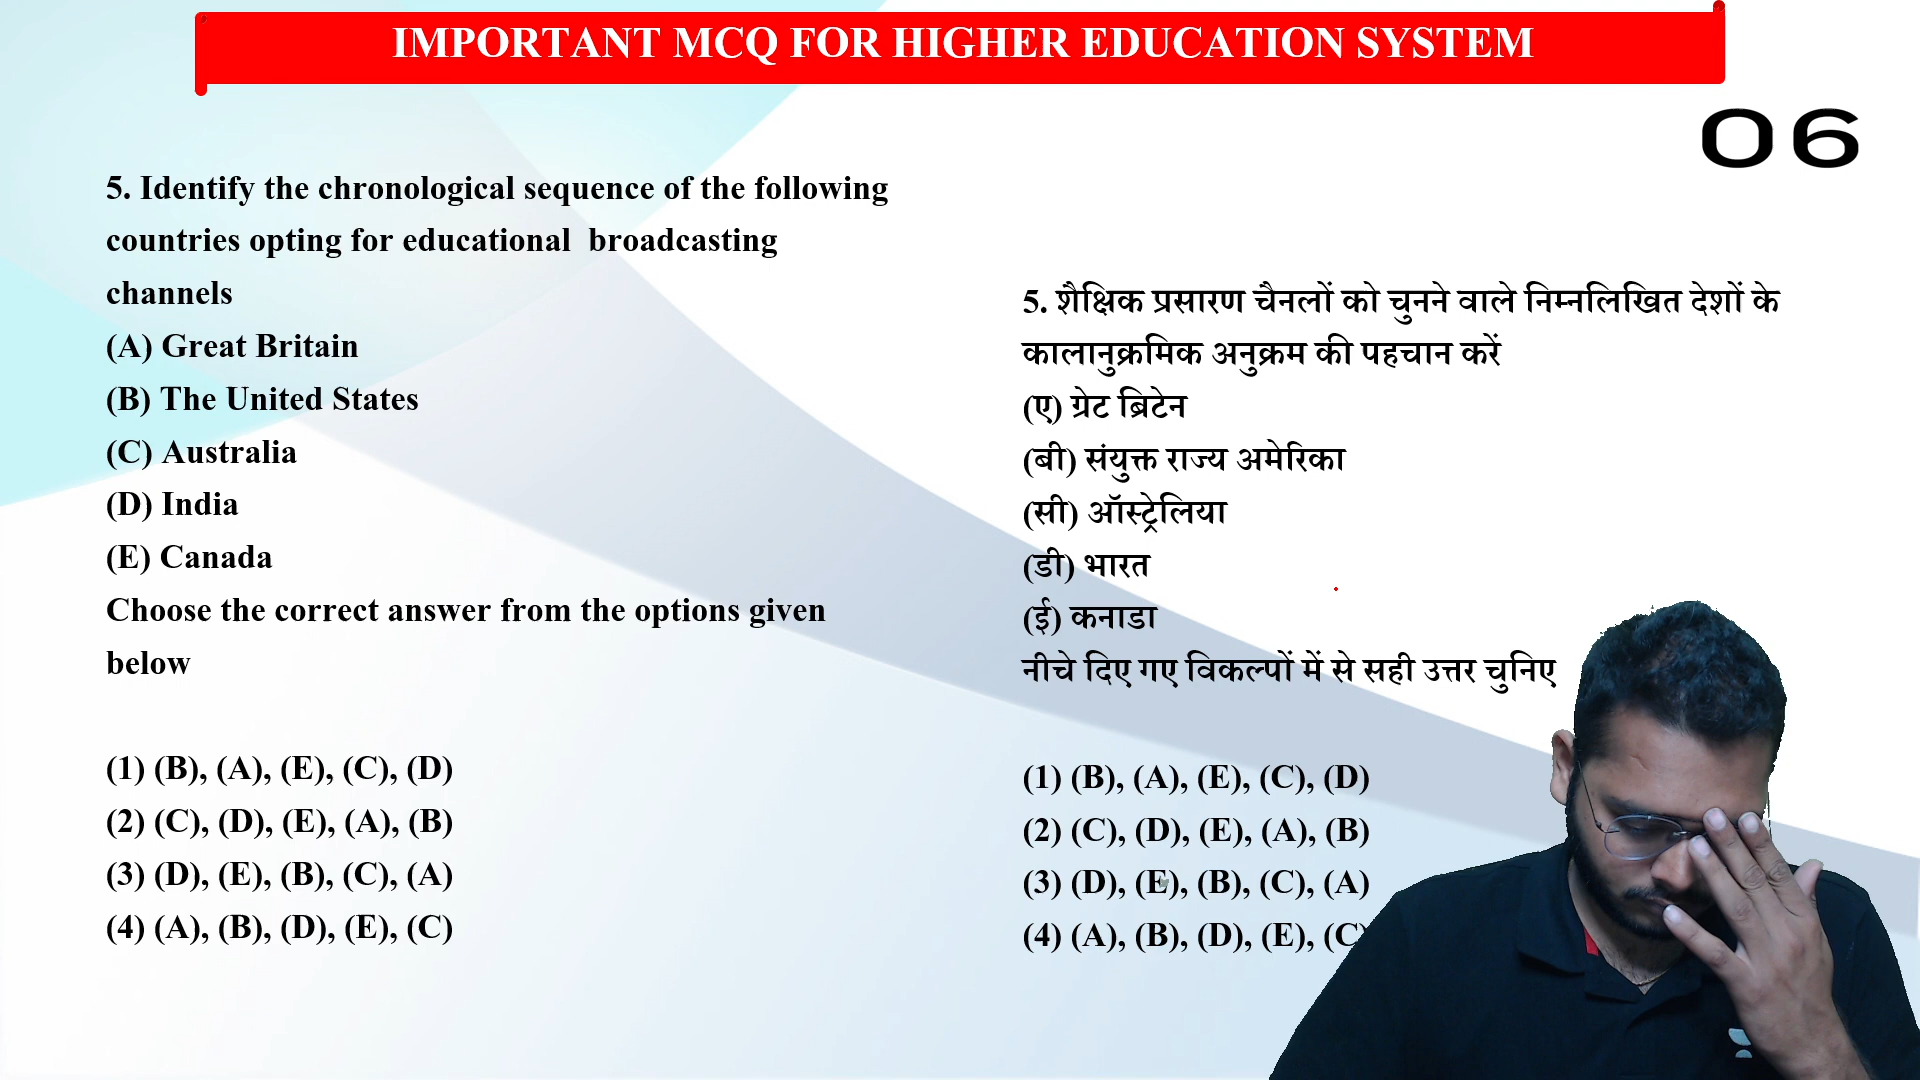 IMPORTANT MCQ FOR HIGHER EDUCATION SYSTEM
06
5. Identify the chronological sequence of the following
countries opting for educational broadcasting
channels
(A) Great Britain
(B) The United States
(C) Australia
(D) India
(E) Canada
Choose the correct answer from the options given
below
(1) (B), (A), (E), (C), (D)
(2) (C), (D), (E), (A), (B)
(3) (D), (E), (B), (C), (A)
(4) (A), (B), (D), (E), (C)
5. शैक्षिक प्रसारण चैनलों को चुनने वाले निम्नलिखित देशों के
कालानुक्रमिक अनुक्रम की पहचान करें
(ए) ग्रेट ब्रिटेन
(बी) संयुक्त राज्य अमेरिका
(सी) ऑस्ट्रेलिया
(डी) भारत
(ई) कनाडा
नीचे दिए गए विकल्पों में से सही उत्तर चुनिए
(1) (B), (A), (E), (C), (D)
(2) (C), (D), (E), (A), (B)
(3) (D), (E), (B), (C), (A)
(4) (A), (B), (D), (E), (C)